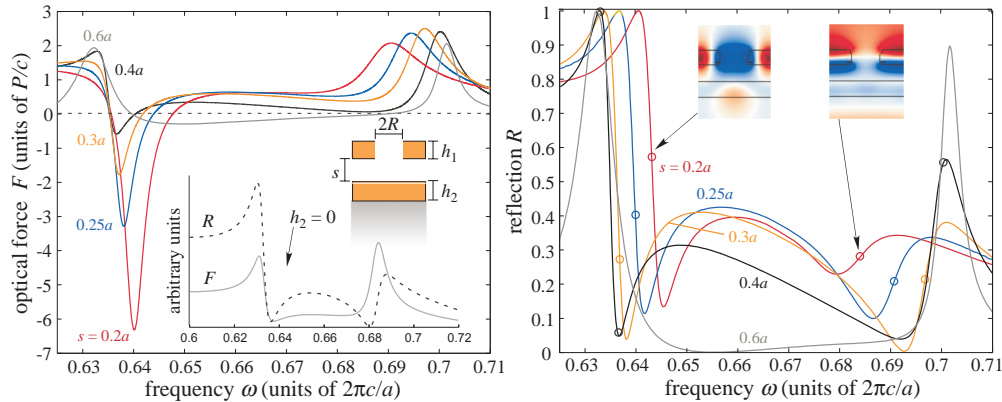 optical force F (units of P/c)
3
2
1
0
-1
-2
-3
-4
-5
-6
-7
0.6a
0.4a
0.3a
0.25a
s = 0.2a
2R
h1
s
h2
arbitrary units
R
F
h2 = 0
0.6 0.62 0.64 0.66 0.68 0.7 0.72
0.63 0.64 0.65 0.66 0.67 0.68 0.69 0.7 0.71
frequency ω (units of 2πc/a)
reflection R
1
0.9
0.8
0.7
0.6
0.5
0.4
0.3
0.2
0.1
0
s = 0.2a
0.25a
0.3a
0.4a
0.6a
0.63 0.64 0.65 0.66 0.67 0.68 0.69 0.7 0.71
frequency ω (units of 2πc/a)